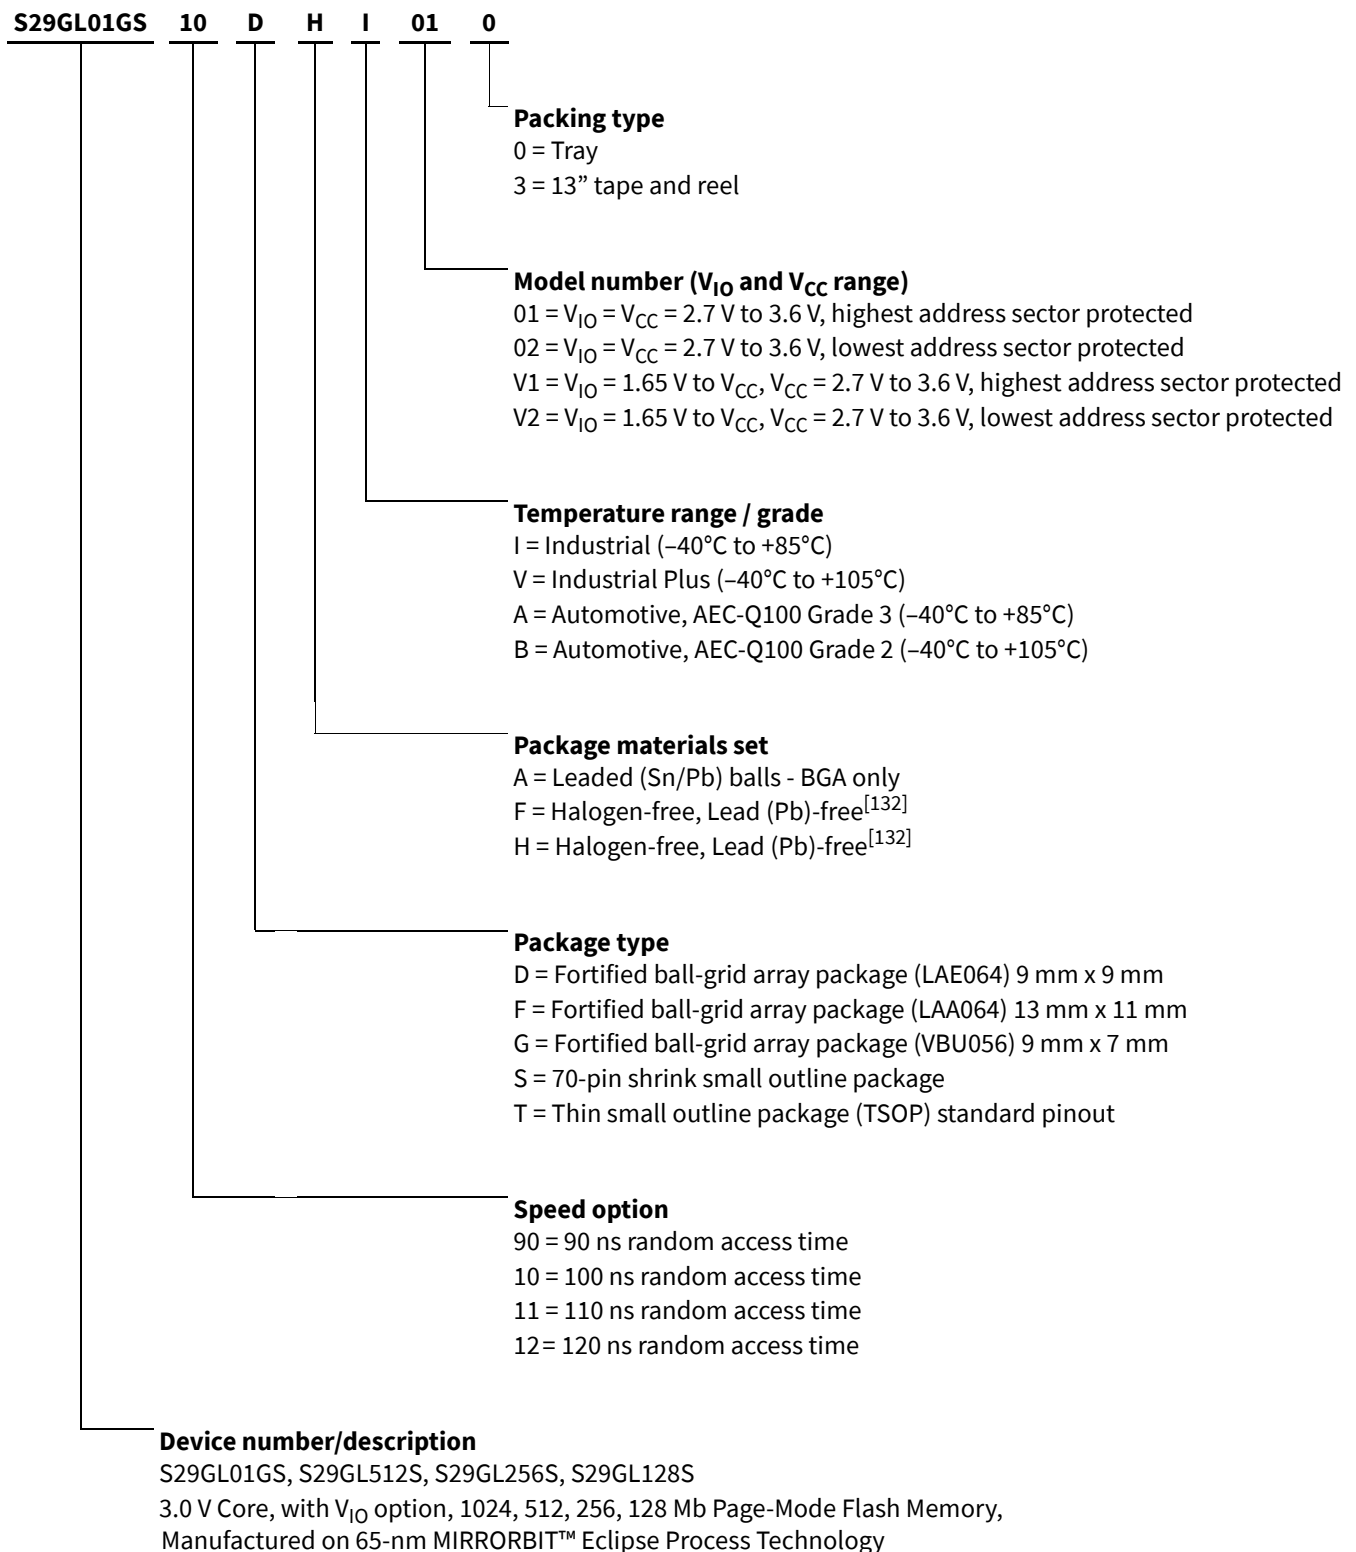 S29GL01GS 10 D H I 01 0
Packing type
0 = Tray
3 = 13” tape and reel
Model number (VIO and VCC range)
01 = VIO = VCC = 2.7 V to 3.6 V, highest address sector protected
02 = VIO = VCC = 2.7 V to 3.6 V, lowest address sector protected
V1 = VIO = 1.65 V to VCC, VCC = 2.7 V to 3.6 V, highest address sector protected
V2 = VIO = 1.65 V to VCC, VCC = 2.7 V to 3.6 V, lowest address sector protected
Temperature range / grade
I = Industrial (–40°C to +85°C)
V = Industrial Plus (–40°C to +105°C)
A = Automotive, AEC-Q100 Grade 3 (–40°C to +85°C)
B = Automotive, AEC-Q100 Grade 2 (–40°C to +105°C)
Package materials set
A = Leaded (Sn/Pb) balls - BGA only
F = Halogen-free, Lead (Pb)-free[132]
H = Halogen-free, Lead (Pb)-free[132]
Package type
D = Fortified ball-grid array package (LAE064) 9 mm x 9 mm
F = Fortified ball-grid array package (LAA064) 13 mm x 11 mm
G = Fortified ball-grid array package (VBU056) 9 mm x 7 mm
S = 70-pin shrink small outline package
T = Thin small outline package (TSOP) standard pinout
Speed option
90 = 90 ns random access time
10 = 100 ns random access time
11 = 110 ns random access time
12= 120 ns random access time
Device number/description
S29GL01GS, S29GL512S, S29GL256S, S29GL128S
3.0 V Core, with VIO option, 1024, 512, 256, 128 Mb Page-Mode Flash Memory,
Manufactured on 65-nm MIRRORBIT™ Eclipse Process Technology